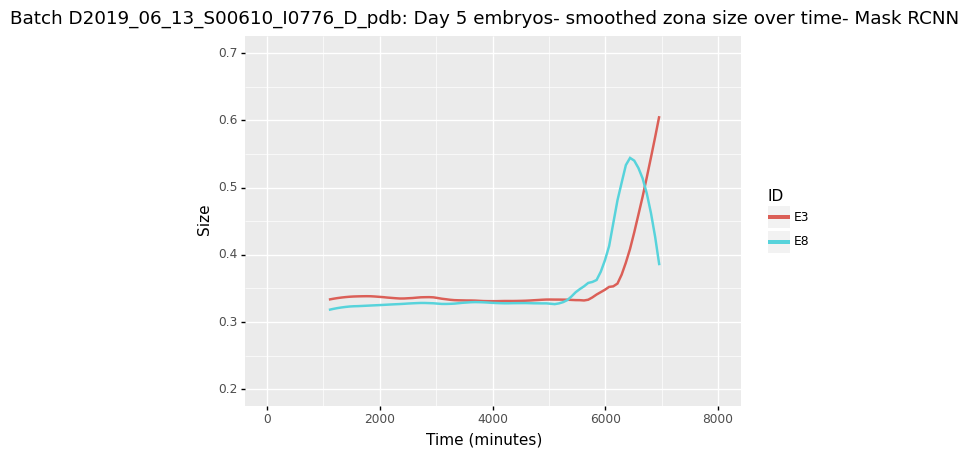 Batch D2019_06_13_S00610_I0776_D_pdb: Day 5 embryos- smoothed zona size over time- Mask RCNN
0.7
0.6
0.5
0.4
0.3
0.2
Size
0 2000 4000 6000 8000
Time (minutes)
ID
E3
E8